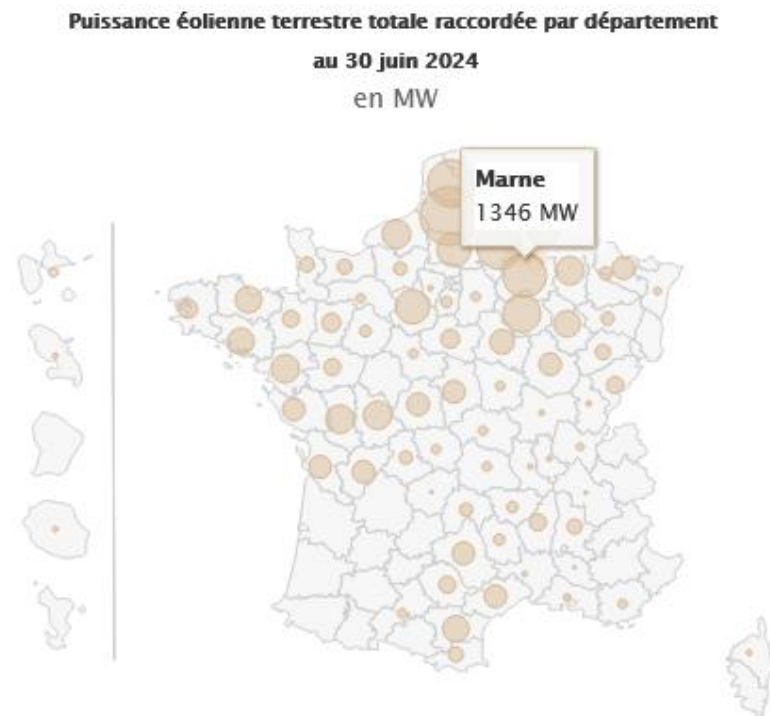 Puissance éolienne terrestre totale raccordée par département
au 30 juin 2024
en MW
Marne
1346 MW